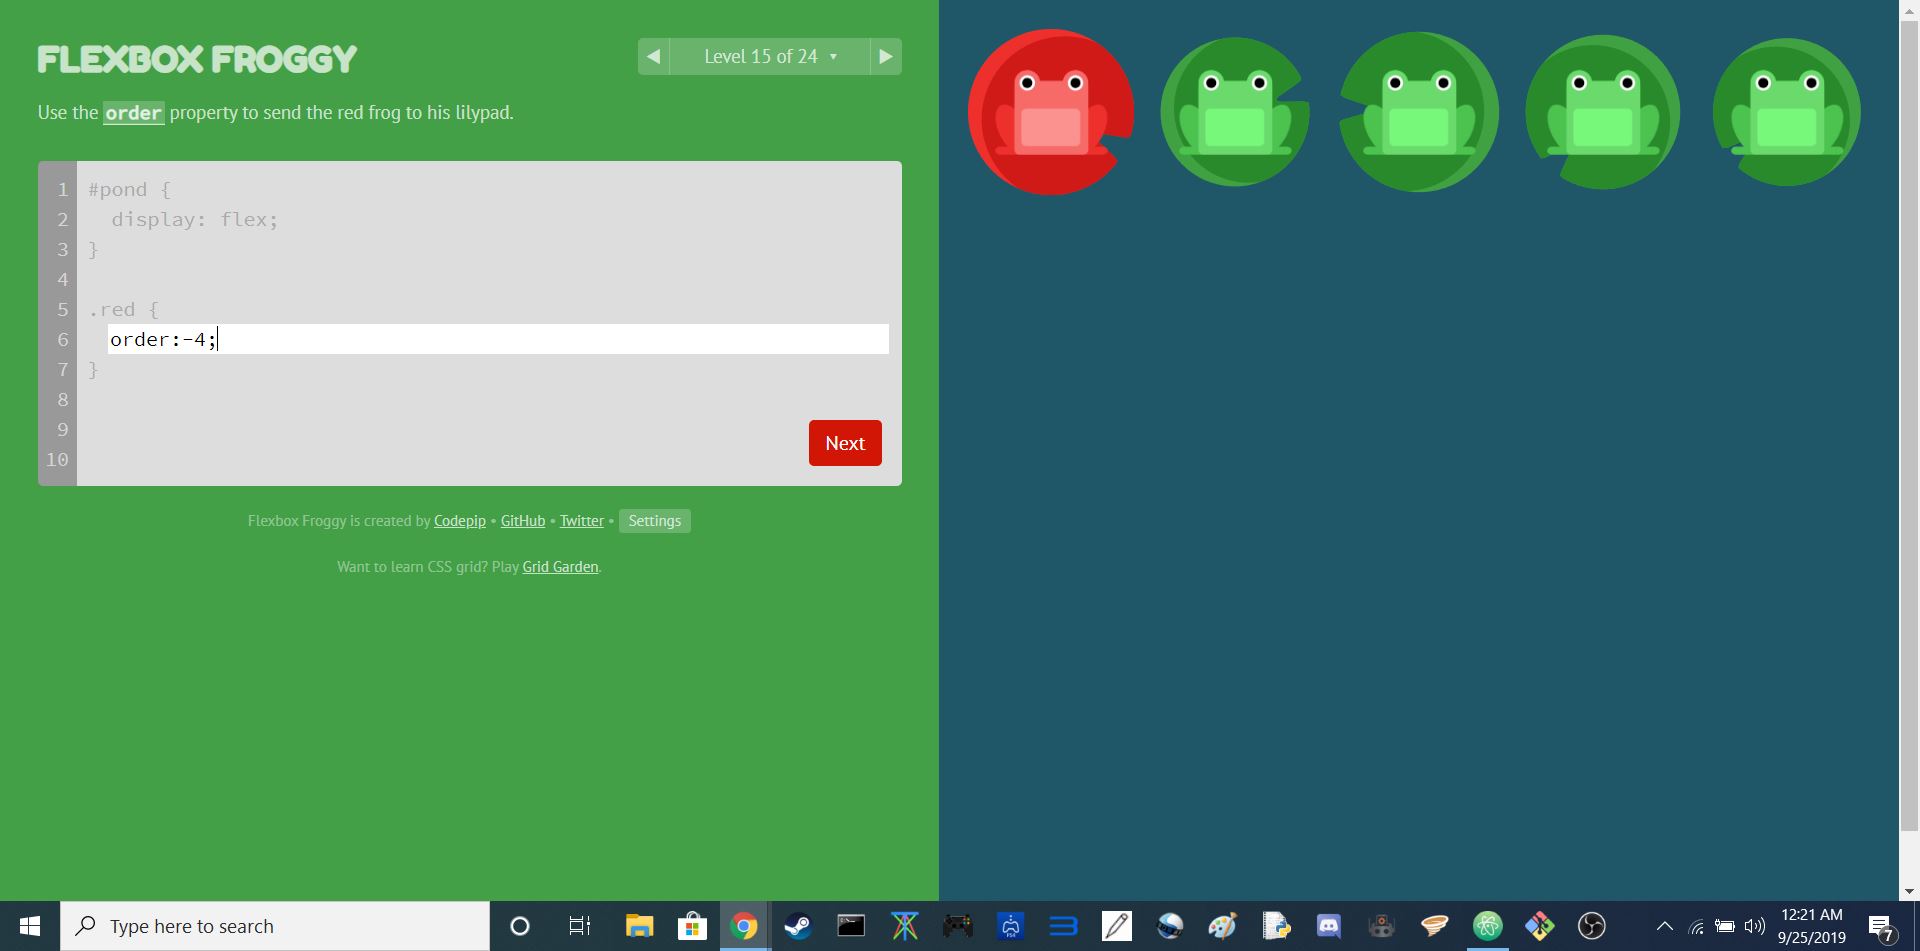 FLEXBOX FROGGY
◀ Level 15 of 24 ▼ ▶
Use the order property to send the red frog to his lilypad.
1 #pond {
2 display: flex;
3 }
4
5 .red {
6 order:-4;
7 }
8
9
10
Next
Flexbox Froggy is created by Codepip • GitHub • Twitter • Settings
Want to learn CSS grid? Play Grid Garden.
Type here to search
12:21 AM
9/25/2019
7